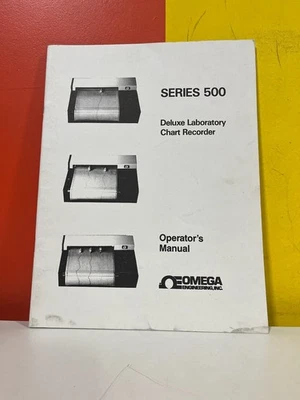 SERIES 500
Deluxe Laboratory
Chart Recorder
Operator's
Manual
OMEGA
ENGINEERING, INC.